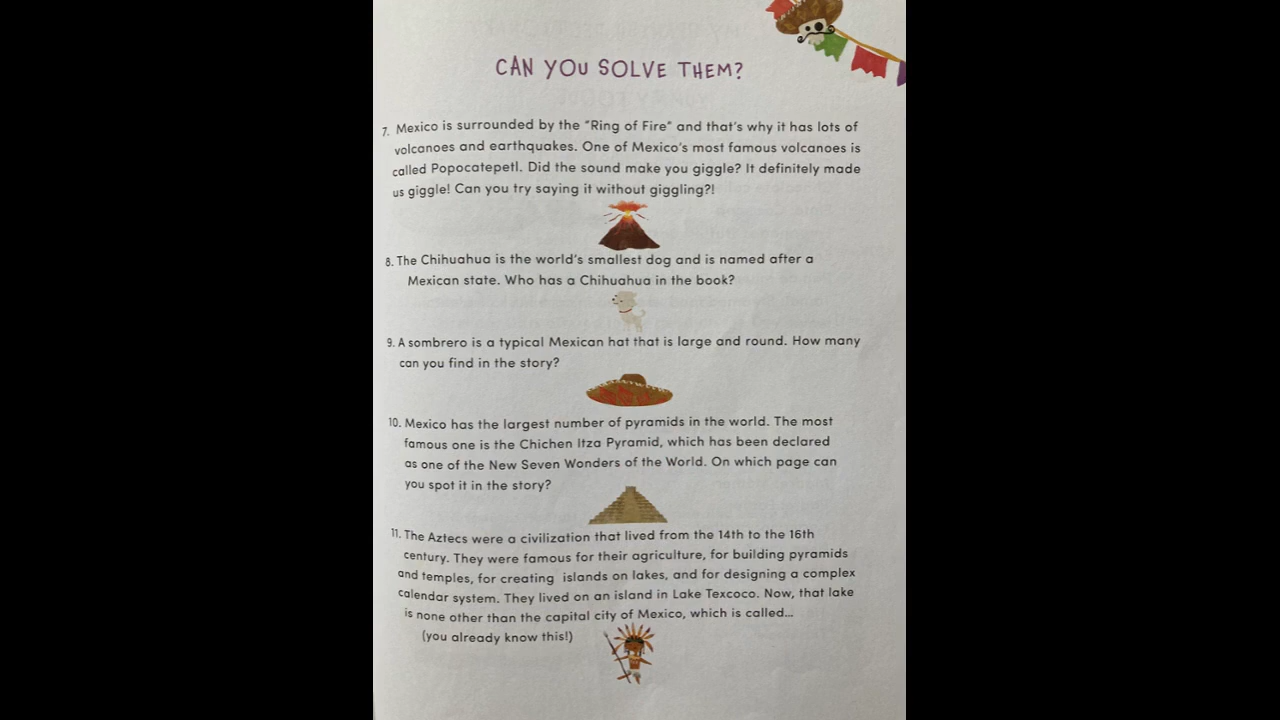 CAN YOU SOLVE THEM?
7. Mexico is surrounded by the "Ring of Fire" and that's why it has lots of
volcanoes and earthquakes. One of Mexico's most famous volcanoes is
called Popocatepetl. Did the sound make you giggle? It definitely made
us giggle! Can you try saying it without giggling?!
8. The Chihuahua is the world's smallest dog and is named after a
Mexican state. Who has a Chihuahua in the book?
9. A sombrero is a typical Mexican hat that is large and round. How many
can you find in the story?
10. Mexico has the largest number of pyramids in the world. The most
famous one is the Chichen Itza Pyramid, which has been declared
as one of the New Seven Wonders of the World. On which page can
you spot it in the story?
11. The Aztecs were a civilization that lived from the 14th to the 16th
century. They were famous for their agriculture, for building pyramids
and temples, for creating islands on lakes, and for designing a complex
calendar system. They lived on an island in Lake Texcoco. Now, that lake
is none other than the capital city of Mexico, which is called...
(you already know this!)